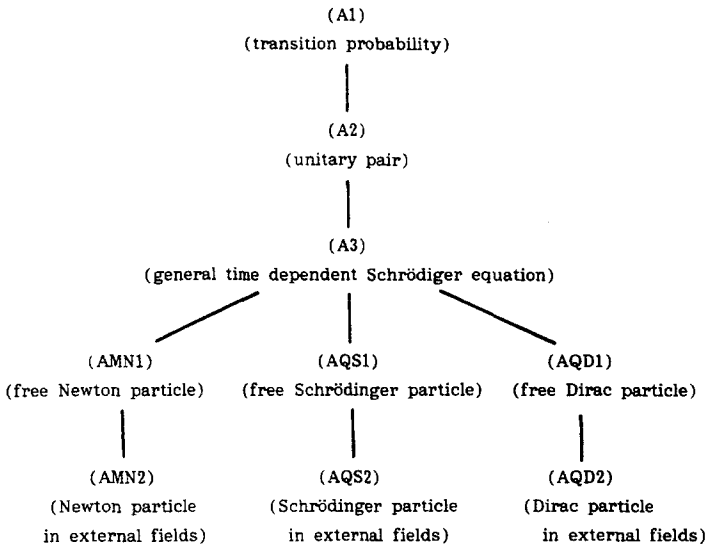 (A1)
(transition probability)
(A2)
(unitary pair)
(A3)
(general time dependent Schrödiger equation)
(AMN1) (AQS1) (AQD1)
(free Newton particle) (free Schrödinger particle) (free Dirac particle)
(AMN2) (AQS2) (AQD2)
(Newton particle (Schrödinger particle (Dirac particle
in external fields) in external fields) in external fields)